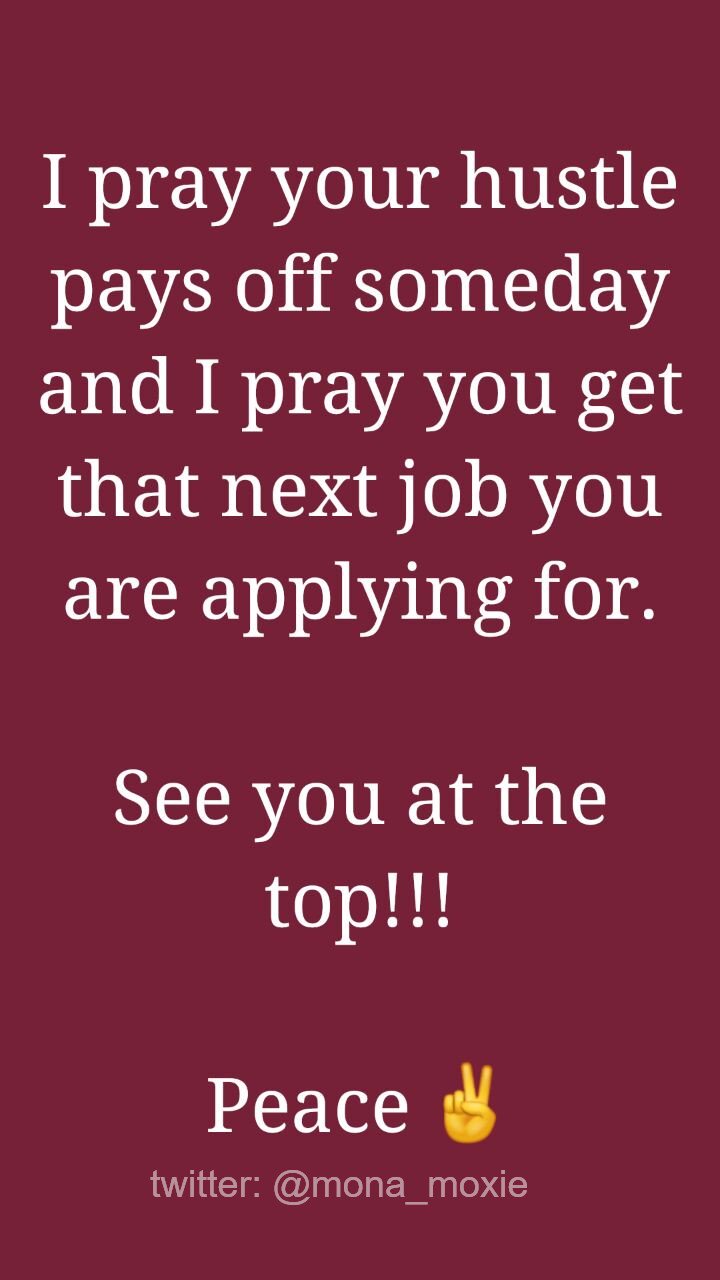 I pray your hustle
pays off someday
and I pray you get
that next job you
are applying for.
See you at the
top!!!
Peace ✌️
twitter: @mona_moxie